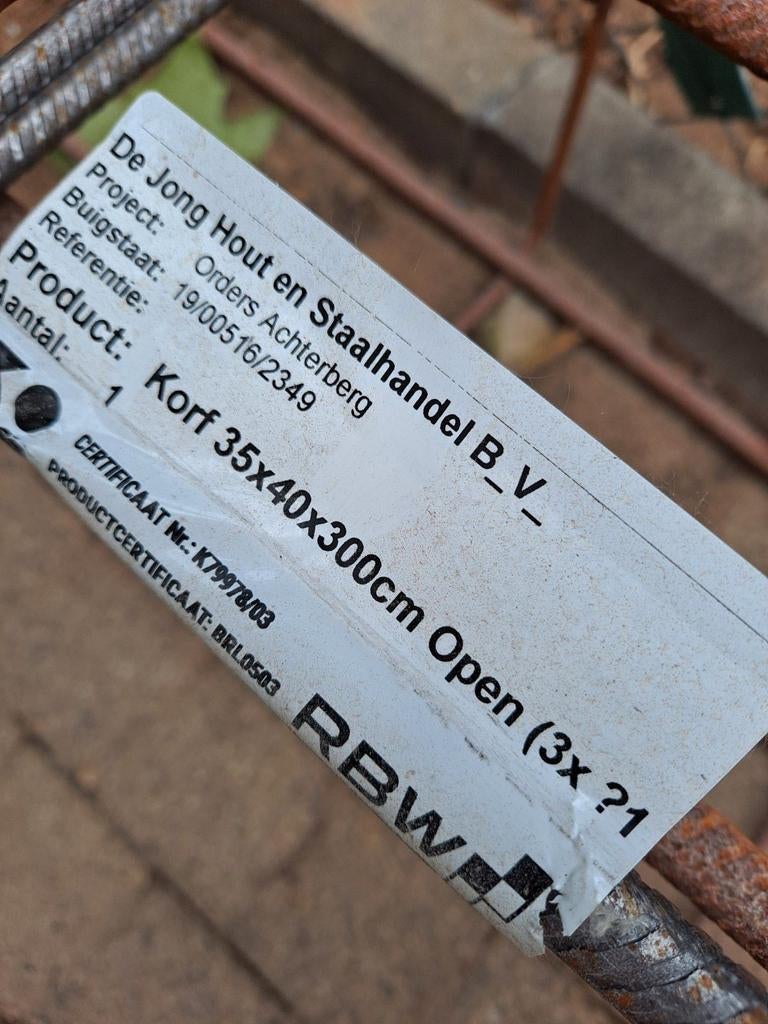 De Jong Hout en Staalhandel B_V_
Project: Orders Achterberg
Buigstaat: 19/00516/2349
Referentie:
Product: Korf 35x40x300cm Open (3x ?1
Aantal: 1
CERTIFICAAT Nr.: K79978/03
PRODUCTCERTIFICAAT: BRL0503
RBW